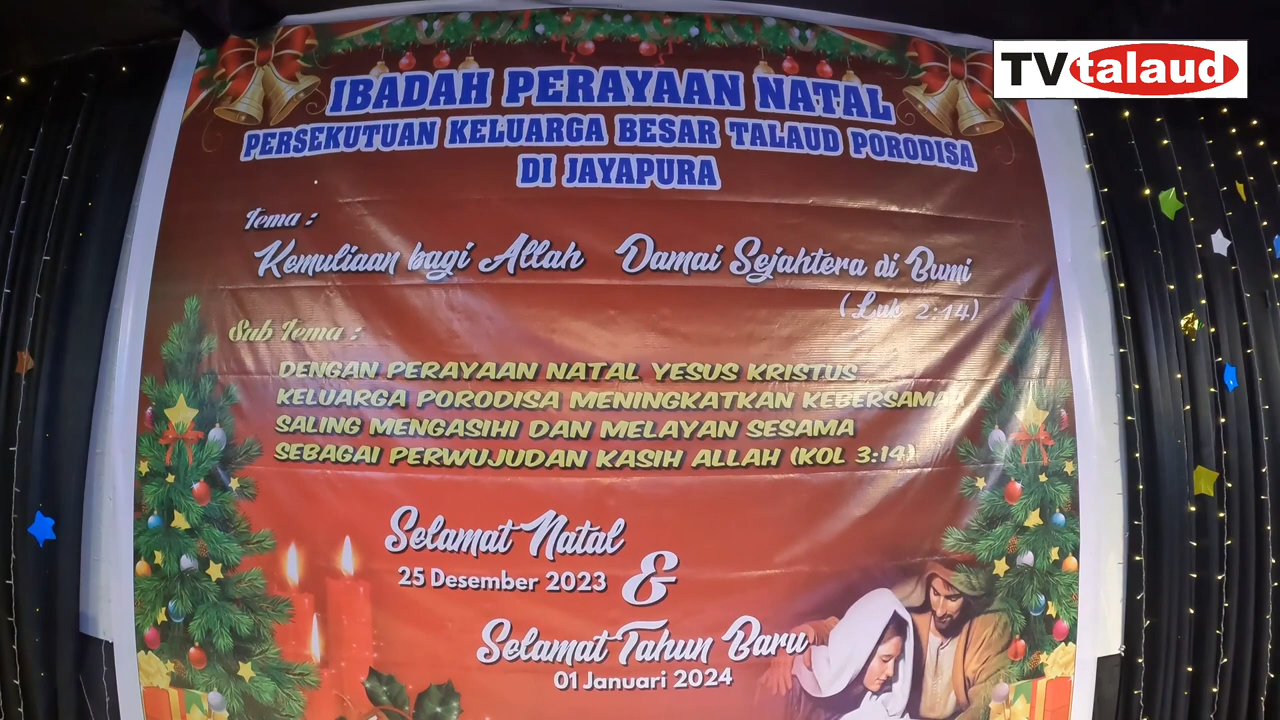 TVtalaud
IBADAH PERAYAAN NATAL
PERSEKUTUAN KELUARGA BESAR TALAUD PORODISA
DI JAYAPURA
Tema :
Kemuliaan bagi Allah Damai Sejahtera di Bumi
(Luk 2:14)
Sub Tema :
DENGAN PERAYAAN NATAL YESUS KRISTUS
KELUARGA PORODISA MENINGKATKAN
SALING MENGASIHI DAN MELAYAN SESAMA
SEBAGAI PERWUJUDAN KASIH ALLAH (KOL 3:14)
Selamat Natal
25 Desember 2023
&
Selamat Tahun Baru
01 Januari 2024